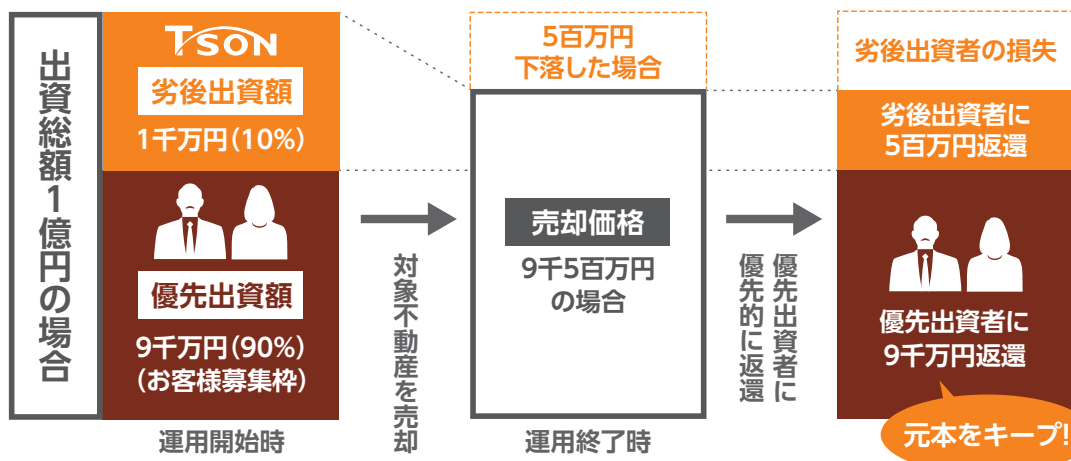 出資総額1億円の場合
TSON
劣後出資額
1千万円(10%)
優先出資額
9千万円(90%)
(お客様募集枠)
運用開始時
対象不動産を売却
5百万円
下落した場合
売却価格
9千5百万円
の場合
運用終了時
優先出資者に
優先的に返還
劣後出資者の損失
劣後出資者に
5百万円返還
優先出資者に
9千万円返還
元本をキープ!